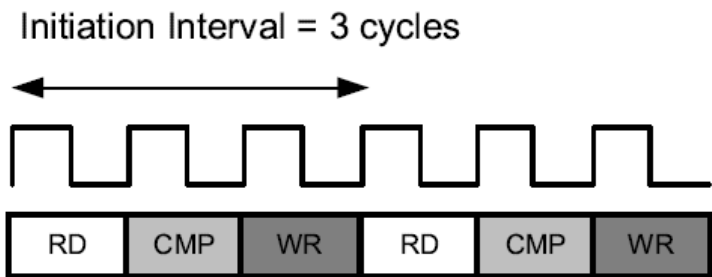 Initiation Interval = 3 cycles
RD CMP WR RD CMP WR